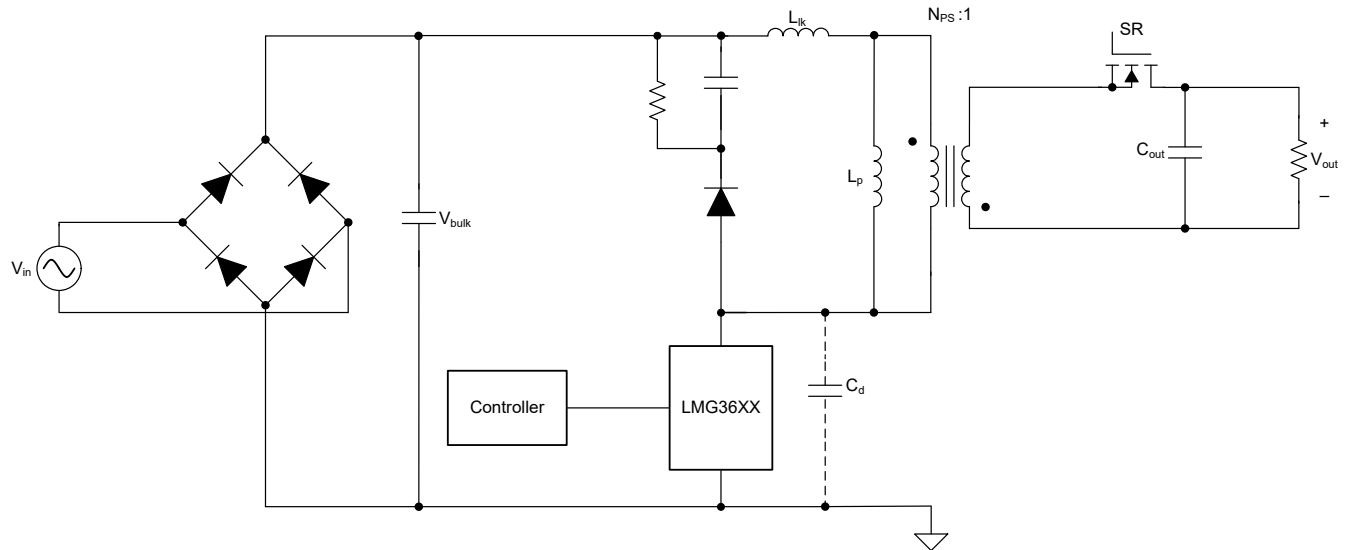 N_PS :1
L_lk
SR
+
C_out
V_out
–
L_p
V_bulk
V_in
C_d
Controller
LMG36XX